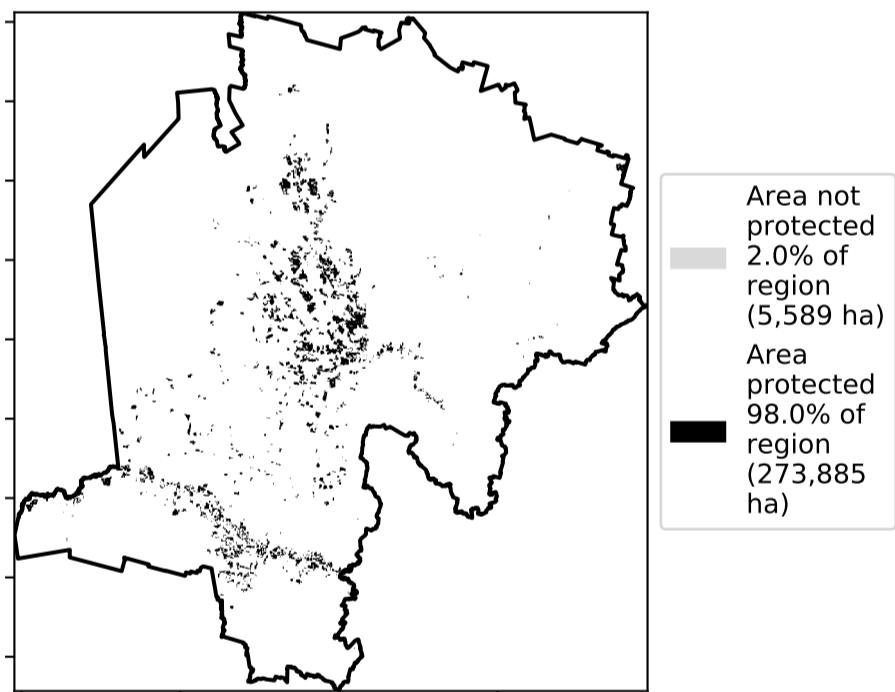 Area not
protected
2.0% of
region
(5,589 ha)
Area
protected
98.0% of
region
(273,885
ha)